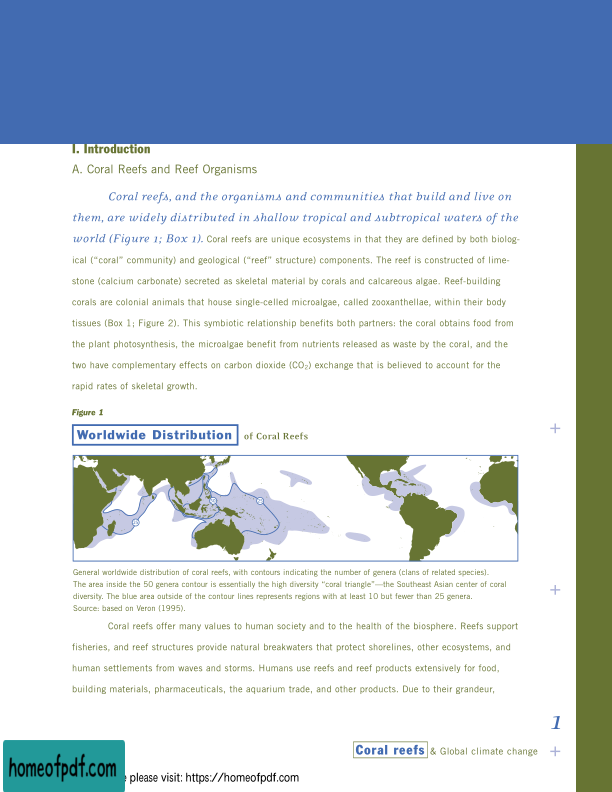 I. Introduction
A. Coral Reefs and Reef Organisms
Coral reefs, and the organisms and communities that build and live on
them, are widely distributed in shallow tropical and subtropical waters of the
world (Figure 1; Box 1). Coral reefs are unique ecosystems in that they are defined by both biolog-
ical (“coral” community) and geological (“reef” structure) components. The reef is constructed of lime-
stone (calcium carbonate) secreted as skeletal material by corals and calcareous algae. Reef-building
corals are colonial animals that house single-celled microalgae, called zooxanthellae, within their body
tissues (Box 1; Figure 2). This symbiotic relationship benefits both partners: the coral obtains food from
the plant photosynthesis, the microalgae benefit from nutrients released as waste by the coral, and the
two have complementary effects on carbon dioxide (CO₂) exchange that is believed to account for the
rapid rates of skeletal growth.
Figure 1
Worldwide Distribution of Coral Reefs
General worldwide distribution of coral reefs, with contours indicating the number of genera (clans of related species).
The area inside the 50 genera contour is essentially the high diversity “coral triangle”—the Southeast Asian center of coral
diversity. The blue area outside of the contour lines represents regions with at least 10 but fewer than 25 genera.
Source: based on Veron (1995).
Coral reefs offer many values to human society and to the health of the biosphere. Reefs support
fisheries, and reef structures provide natural breakwaters that protect shorelines, other ecosystems, and
human settlements from waves and storms. Humans use reefs and reef products extensively for food,
building materials, pharmaceuticals, the aquarium trade, and other products. Due to their grandeur,
1
Coral reefs & Global climate change
homeofpdf.com
please visit: https://homeofpdf.com